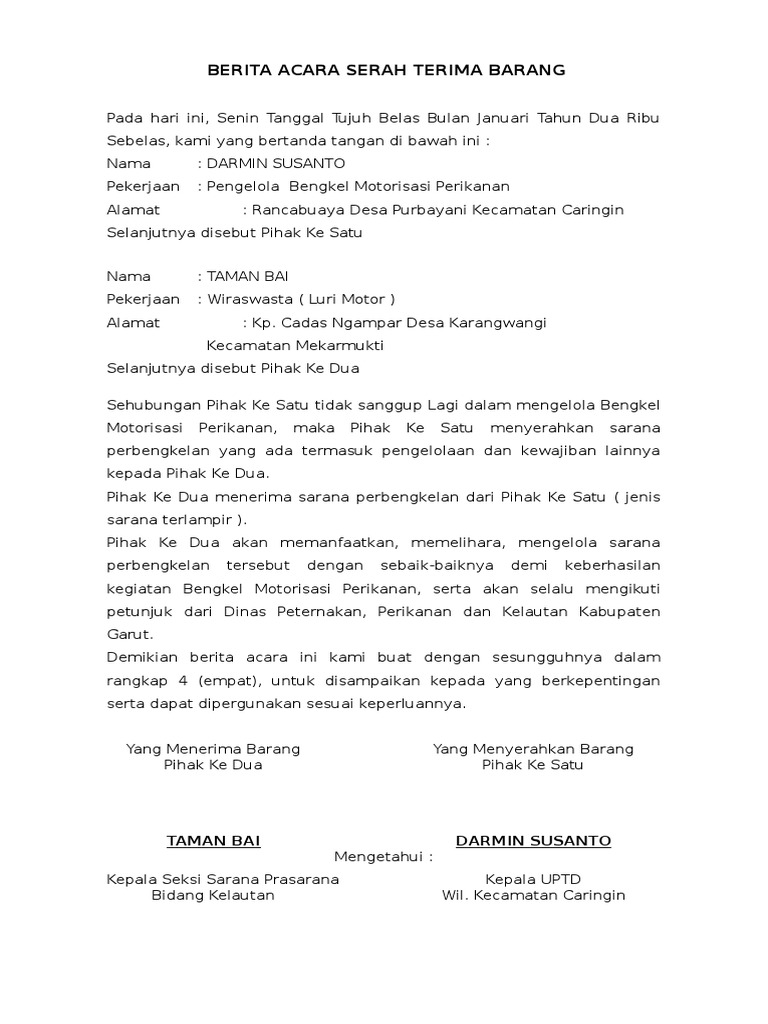 BERITA ACARA SERAH TERIMA BARANG
Pada hari ini, Senin Tanggal Tujuh Belas Bulan Januari Tahun Dua Ribu
Sebelas, kami yang bertanda tangan di bawah ini :
Nama : DARMIN SUSANTO
Pekerjaan : Pengelola Bengkel Motorisasi Perikanan
Alamat : Rancabuaya Desa Purbayani Kecamatan Caringin
Selanjutnya disebut Pihak Ke Satu
Nama : TAMAN BAI
Pekerjaan : Wiraswasta ( Luri Motor )
Alamat : Kp. Cadas Ngampar Desa Karangwangi
Kecamatan Mekarmukti
Selanjutnya disebut Pihak Ke Dua
Sehubungan Pihak Ke Satu tidak sanggup Lagi dalam mengelola Bengkel
Motorisasi Perikanan, maka Pihak Ke Satu menyerahkan sarana
perbengkelan yang ada termasuk pengelolaan dan kewajiban lainnya
kepada Pihak Ke Dua.
Pihak Ke Dua menerima sarana perbengkelan dari Pihak Ke Satu ( jenis
sarana terlampir ).
Pihak Ke Dua akan memanfaatkan, memelihara, mengelola sarana
perbengkelan tersebut dengan sebaik-baiknya demi keberhasilan
kegiatan Bengkel Motorisasi Perikanan, serta akan selalu mengikuti
petunjuk dari Dinas Peternakan, Perikanan dan Kelautan Kabupaten
Garut.
Demikian berita acara ini kami buat dengan sesungguhnya dalam
rangkap 4 (empat), untuk disampaikan kepada yang berkepentingan
serta dapat dipergunakan sesuai keperluannya.
Yang Menerima Barang Yang Menyerahkan Barang
Pihak Ke Dua Pihak Ke Satu
TAMAN BAI DARMIN SUSANTO
Mengetahui :
Kepala Seksi Sarana Prasarana Kepala UPTD
Bidang Kelautan Wil. Kecamatan Caringin